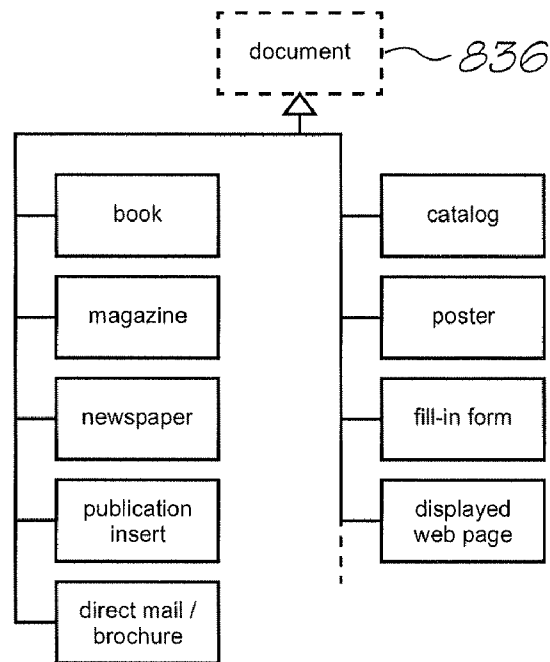 document
836
book
magazine
newspaper
publication
insert
direct mail /
brochure
catalog
poster
fill-in form
displayed
web page